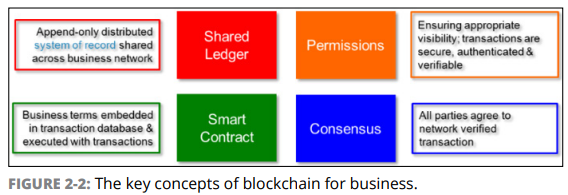 Append-only distributed
system of record shared
across business network
Shared
Ledger
Permissions
Ensuring appropriate
visibility; transactions are
secure, authenticated &
verifiable
Business terms embedded
in transaction database &
executed with transactions
Smart
Contract
Consensus
All parties agree to
network verified
transaction
FIGURE 2-2: The key concepts of blockchain for business.